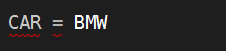 CAR = BMW